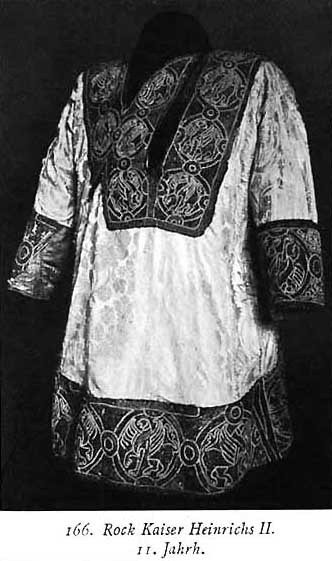 166. Rock Kaiser Heinrichs II.
11. Jahrh.